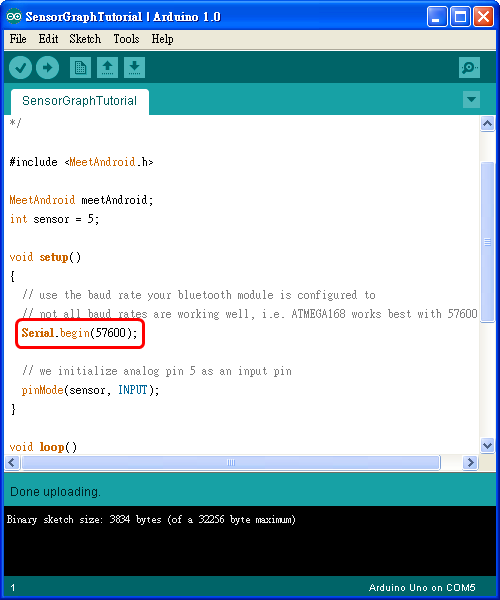 SensorGraphTutorial | Arduino 1.0
File Edit Sketch Tools Help
SensorGraphTutorial
*/
#include <MeetAndroid.h>
MeetAndroid meetAndroid;
int sensor = 5;
void setup()
{
// use the baud rate your bluetooth module is configured to
// not all baud rates are working well, i.e. ATMEGA168 works best with 57600
Serial.begin(57600);
// we initialize analog pin 5 as an input pin
pinMode(sensor, INPUT);
}
void loop()
Done uploading.
Binary sketch size: 3834 bytes (of a 32256 byte maximum)
1 Arduino Uno on COM5